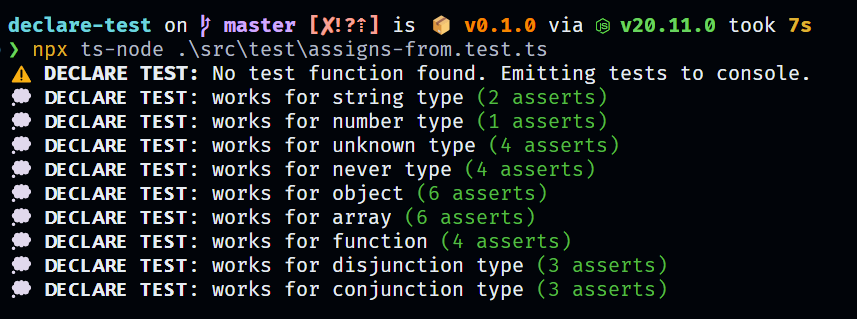 declare-test on master [✘!?⇡] is 📦 v0.1.0 via v20.11.0 took 7s
❯ npx ts-node .\src\test\assigns-from.test.ts
⚠️ DECLARE TEST: No test function found. Emitting tests to console.
💭 DECLARE TEST: works for string type (2 asserts)
💭 DECLARE TEST: works for number type (1 asserts)
💭 DECLARE TEST: works for unknown type (4 asserts)
💭 DECLARE TEST: works for never type (4 asserts)
💭 DECLARE TEST: works for object (6 asserts)
💭 DECLARE TEST: works for array (6 asserts)
💭 DECLARE TEST: works for function (4 asserts)
💭 DECLARE TEST: works for disjunction type (3 asserts)
💭 DECLARE TEST: works for conjunction type (3 asserts)